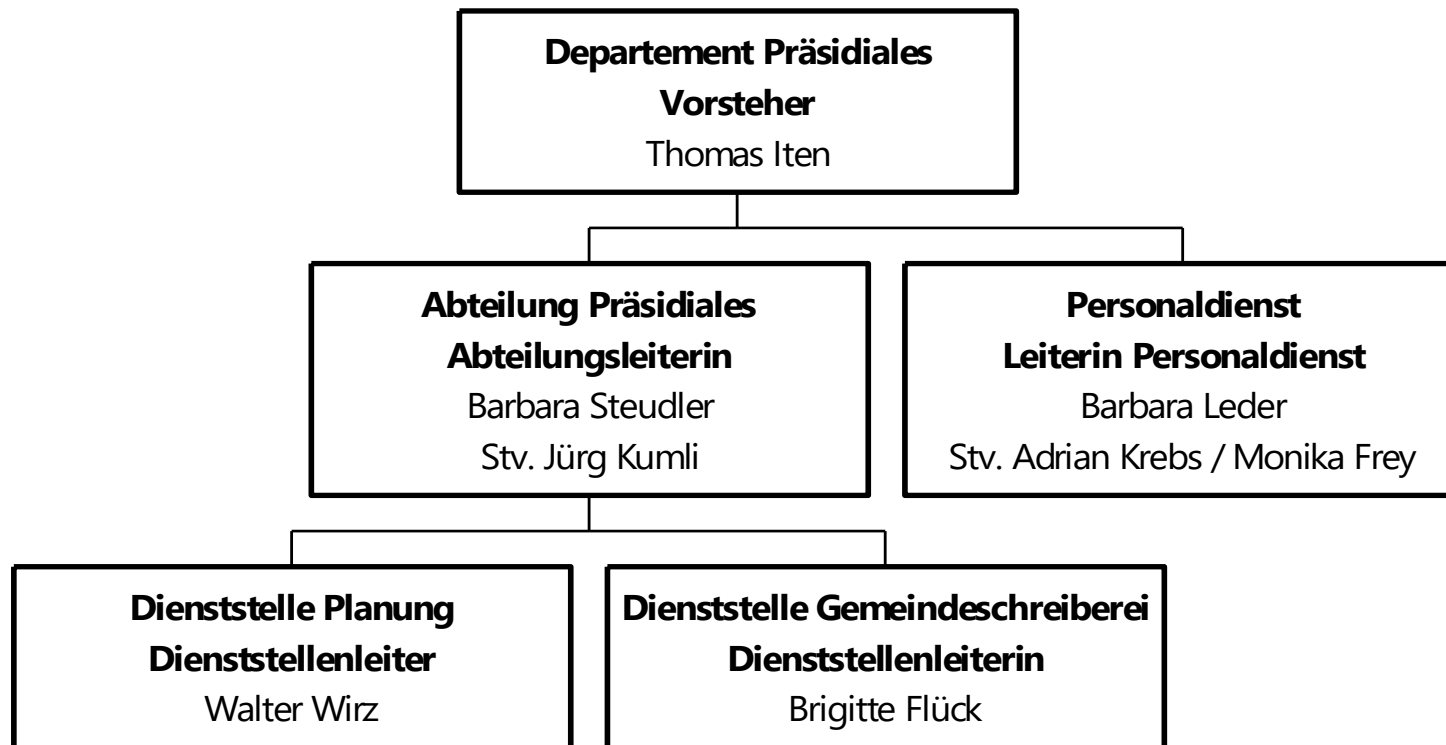 Departement Präsidiales
Vorsteher
Thomas Iten
Abteilung Präsidiales
Abteilungsleiterin
Barbara Steudler
Stv. Jürg Kumli
Personaldienst
Leiterin Personaldienst
Barbara Leder
Stv. Adrian Krebs / Monika Frey
Dienststelle Planung
Dienststellenleiter
Walter Wirz
Dienststelle Gemeindeschreiberei
Dienststellenleiterin
Brigitte Flück